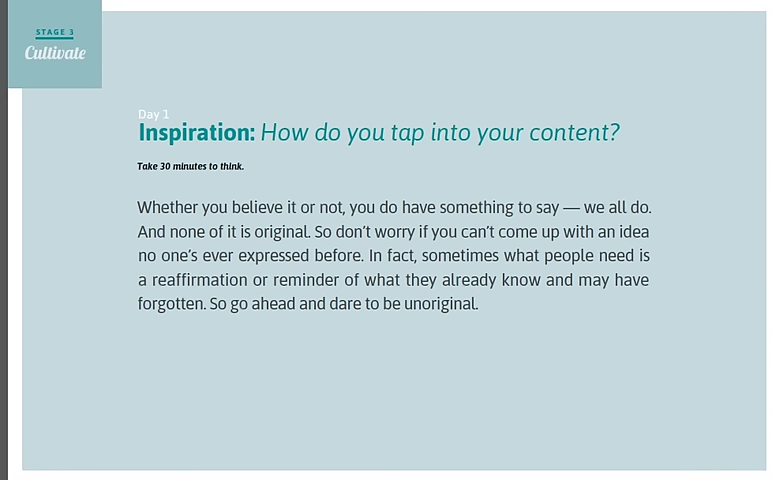 STAGE 3
Cultivate
Day 1
Inspiration: How do you tap into your content?
Take 30 minutes to think.
Whether you believe it or not, you do have something to say — we all do.
And none of it is original. So don't worry if you can't come up with an idea
no one's ever expressed before. In fact, sometimes what people need is
a reaffirmation or reminder of what they already know and may have
forgotten. So go ahead and dare to be unoriginal.